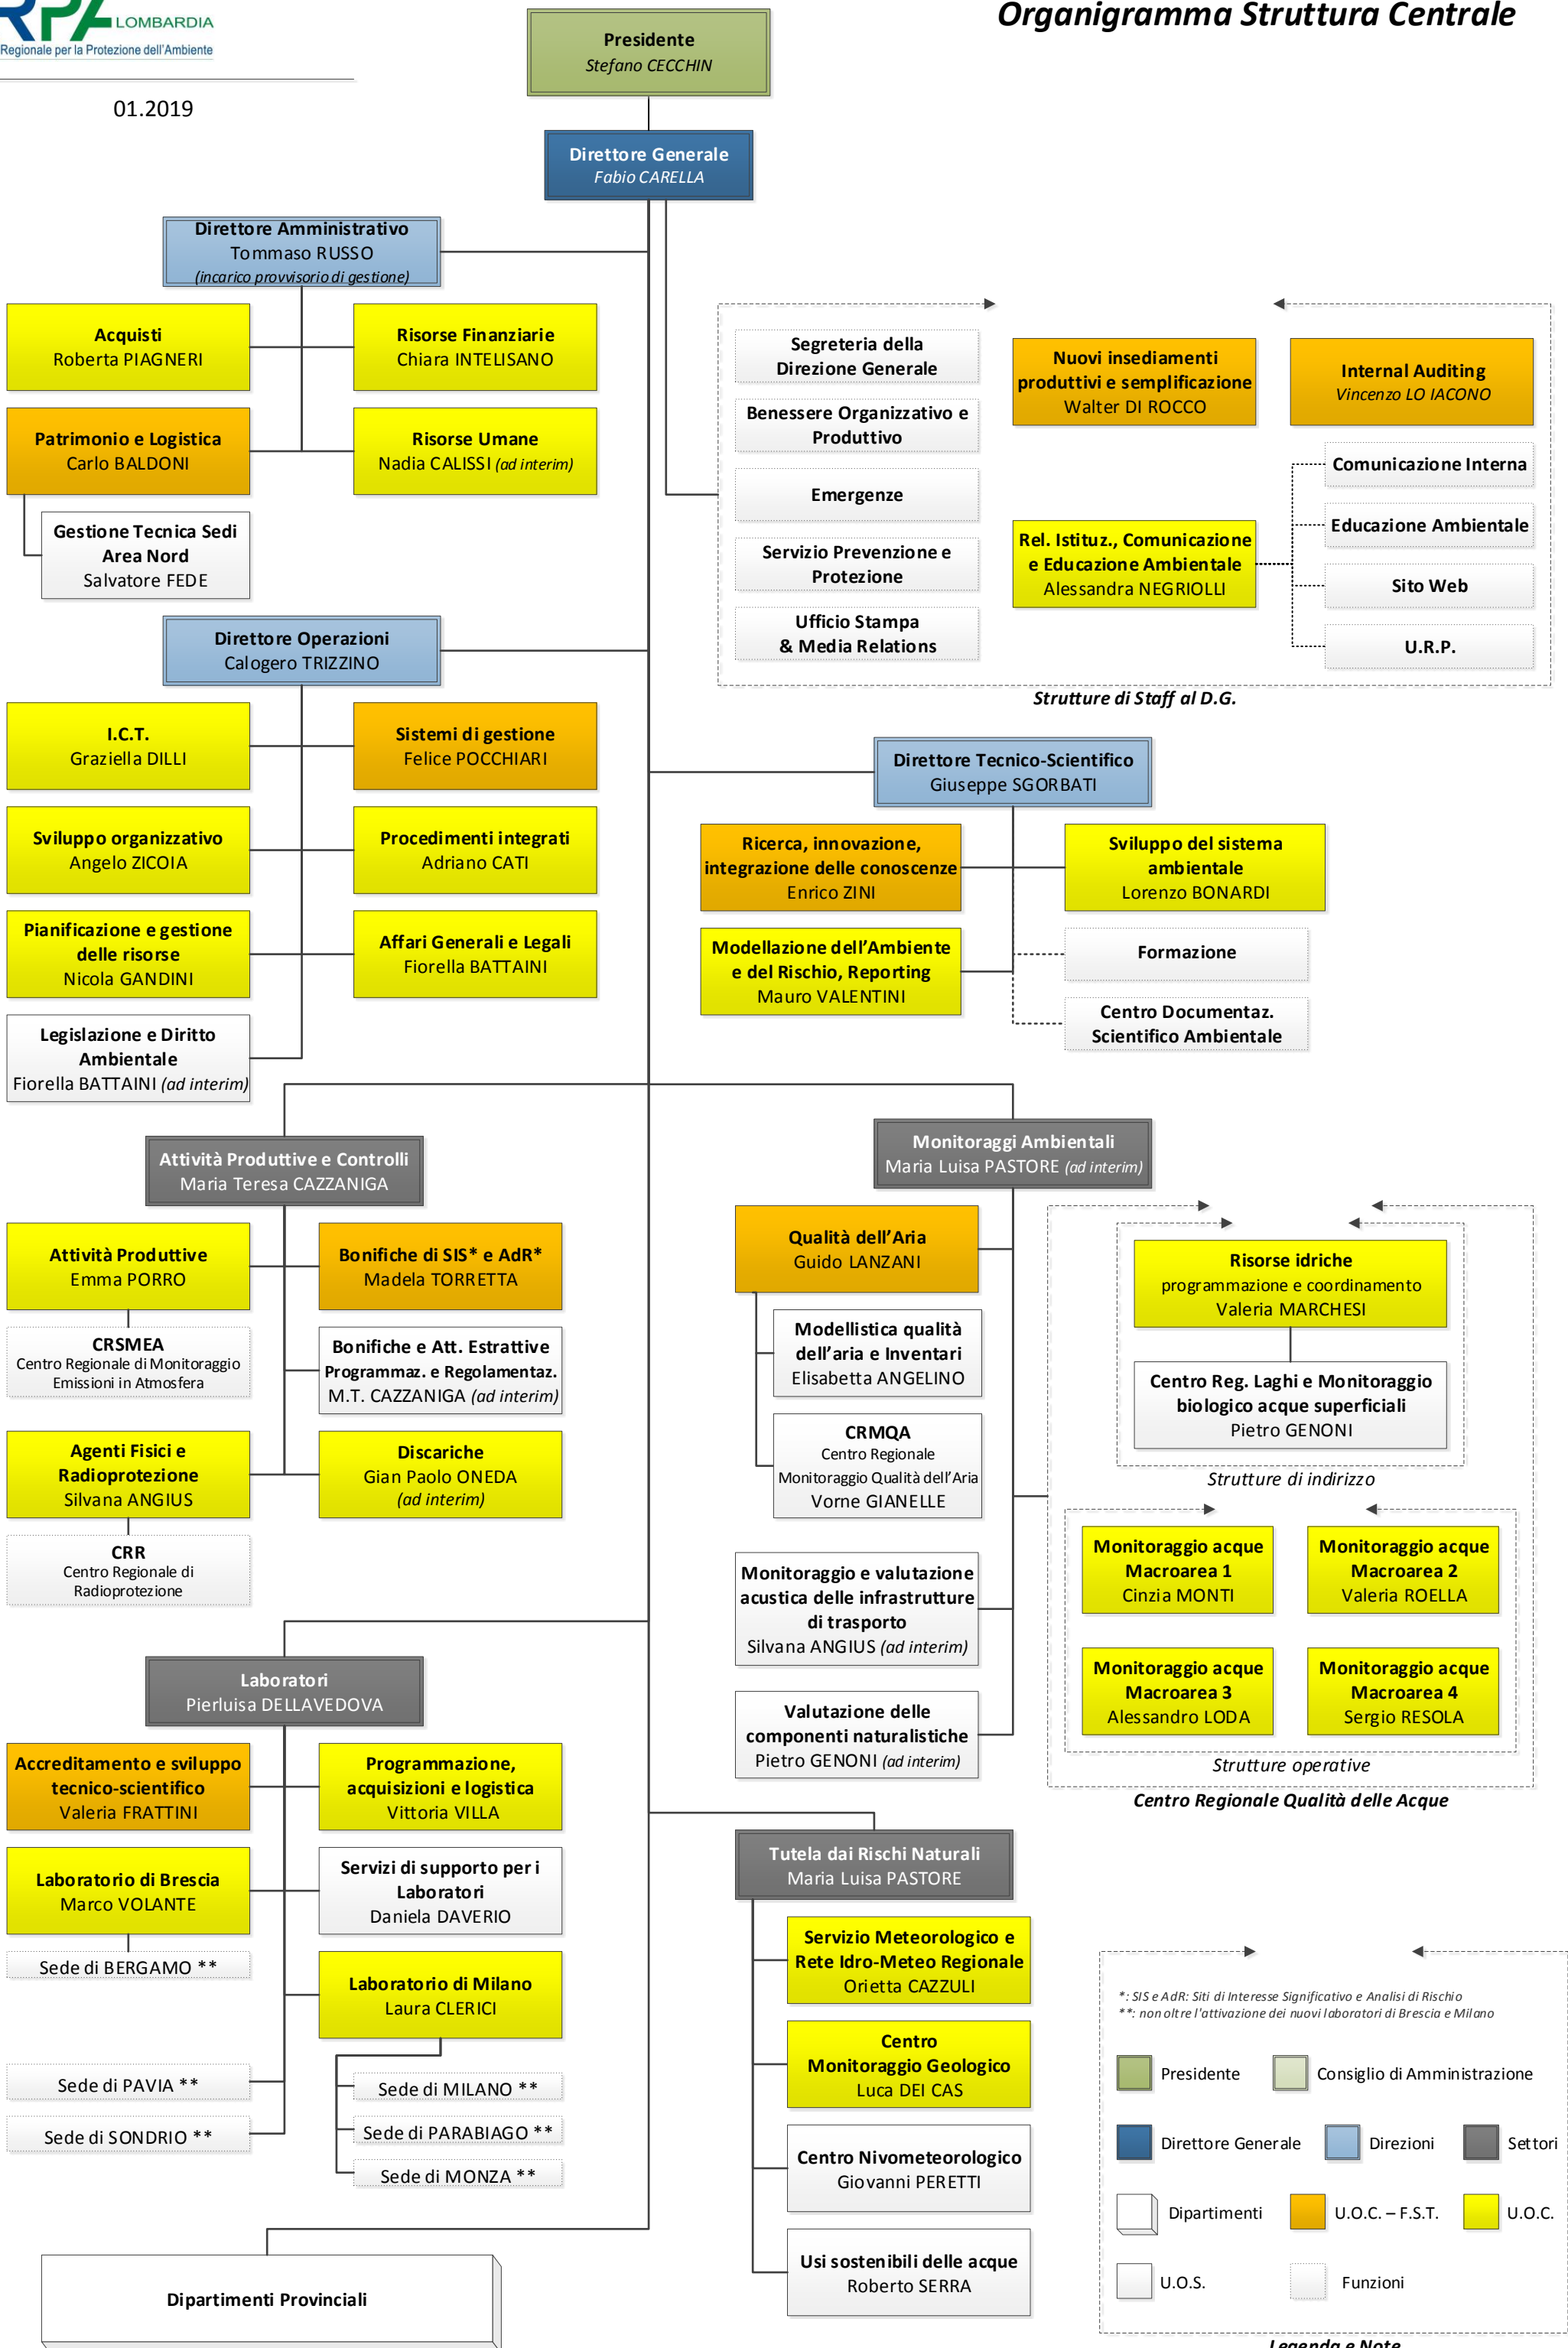 RPA LOMBARDIA
Regionale per la Protezione dell'Ambiente
Organigramma Struttura Centrale
01.2019
Presidente
Stefano CECCHIN
Direttore Generale
Fabio CARELLA
Direttore Amministrativo
Tommaso RUSSO
(incarico provvisorio di gestione)
Acquisti
Roberta PIAGNERI
Risorse Finanziarie
Chiara INTELISANO
Patrimonio e Logistica
Carlo BALDONI
Risorse Umane
Nadia CALISSI (ad interim)
Gestione Tecnica Sedi
Area Nord
Salvatore FEDE
Segreteria della
Direzione Generale
Benessere Organizzativo e
Produttivo
Emergenze
Servizio Prevenzione e
Protezione
Ufficio Stampa
& Media Relations
Nuovi insediamenti
produttivi e semplificazione
Walter DI ROCCO
Internal Auditing
Vincenzo LO IACONO
Rel. Istituz., Comunicazione
e Educazione Ambientale
Alessandra NEGRIOLLI
Comunicazione Interna
Educazione Ambientale
Sito Web
U.R.P.
Strutture di Staff al D.G.
Direttore Operazioni
Calogero TRIZZINO
I.C.T.
Graziella DILLI
Sistemi di gestione
Felice POCCHIARI
Sviluppo organizzativo
Angelo ZICOIA
Procedimenti integrati
Adriano CATI
Pianificazione e gestione
delle risorse
Nicola GANDINI
Affari Generali e Legali
Fiorella BATTAINI
Legislazione e Diritto
Ambientale
Fiorella BATTAINI (ad interim)
Direttore Tecnico-Scientifico
Giuseppe SGORBATI
Ricerca, innovazione,
integrazione delle conoscenze
Enrico ZINI
Sviluppo del sistema
ambientale
Lorenzo BONARDI
Modellazione dell'Ambiente
e del Rischio, Reporting
Mauro VALENTINI
Formazione
Centro Documentaz.
Scientifico Ambientale
Attività Produttive e Controlli
Maria Teresa CAZZANIGA
Attività Produttive
Emma PORRO
Bonifiche di SIS* e AdR*
Madela TORRETTA
CRSMEA
Centro Regionale di Monitoraggio
Emissioni in Atmosfera
Bonifiche e Att. Estrattive
Programmaz. e Regolamentaz.
M.T. CAZZANIGA (ad interim)
Agenti Fisici e
Radioprotezione
Silvana ANGIUS
Discariche
Gian Paolo ONEDA
(ad interim)
CRR
Centro Regionale di
Radioprotezione
Monitoraggi Ambientali
Maria Luisa PASTORE (ad interim)
Qualità dell'Aria
Guido LANZANI
Modellistica qualità
dell'aria e Inventari
Elisabetta ANGELINO
CRMQA
Centro Regionale
Monitoraggio Qualità dell'Aria
Vorne GIANELLE
Monitoraggio e valutazione
acustica delle infrastrutture
di trasporto
Silvana ANGIUS (ad interim)
Valutazione delle
componenti naturalistiche
Pietro GENONI (ad interim)
Risorse idriche
programmazione e coordinamento
Valeria MARCHESI
Centro Reg. Laghi e Monitoraggio
biologico acque superficiali
Pietro GENONI
Strutture di indirizzo
Monitoraggio acque
Macroarea 1
Cinzia MONTI
Monitoraggio acque
Macroarea 2
Valeria ROELLA
Monitoraggio acque
Macroarea 3
Alessandro LODA
Monitoraggio acque
Macroarea 4
Sergio RESOLA
Strutture operative
Centro Regionale Qualità delle Acque
Laboratori
Pierluisa DELLAVEDOVA
Accreditamento e sviluppo
tecnico-scientifico
Valeria FRATTINI
Programmazione,
acquisizioni e logistica
Vittoria VILLA
Laboratorio di Brescia
Marco VOLANTE
Servizi di supporto per i
Laboratori
Daniela DAVERIO
Sede di BERGAMO **
Laboratorio di Milano
Laura CLERICI
Sede di PAVIA **
Sede di SONDRIO **
Sede di MILANO **
Sede di PARABIAGO **
Sede di MONZA **
Tutela dai Rischi Naturali
Maria Luisa PASTORE
Servizio Meteorologico e
Rete Idro-Meteo Regionale
Orietta CAZZULI
Centro
Monitoraggio Geologico
Luca DEI CAS
Centro Nivometeorologico
Giovanni PERETTI
Usi sostenibili delle acque
Roberto SERRA
Dipartimenti Provinciali
*: SIS e AdR: Siti di Interesse Significativo e Analisi di Rischio
**: non oltre l'attivazione dei nuovi laboratori di Brescia e Milano
Presidente
Consiglio di Amministrazione
Direttore Generale
Direzioni
Settori
Dipartimenti
U.O.C. – F.S.T.
U.O.C.
U.O.S.
Funzioni
Legenda e Note